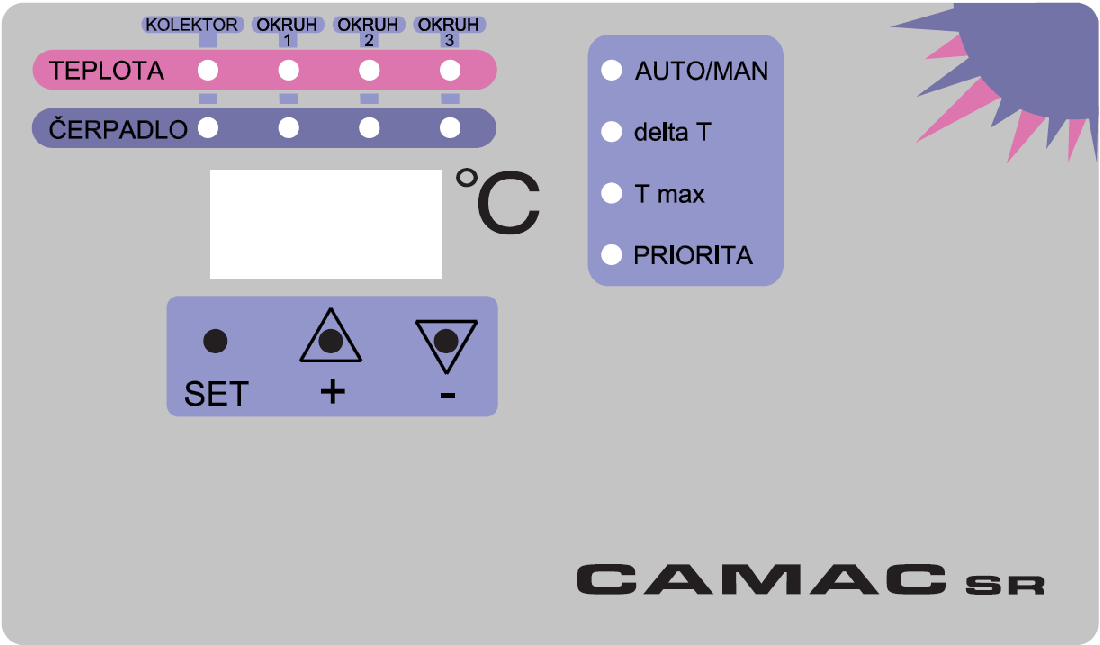 KOLEKTOR OKRUH 1 OKRUH 2 OKRUH 3
TEPLOTA
ČERPADLO
°C
SET + -
AUTO/MAN
delta T
T max
PRIORITA
CAMAC SR